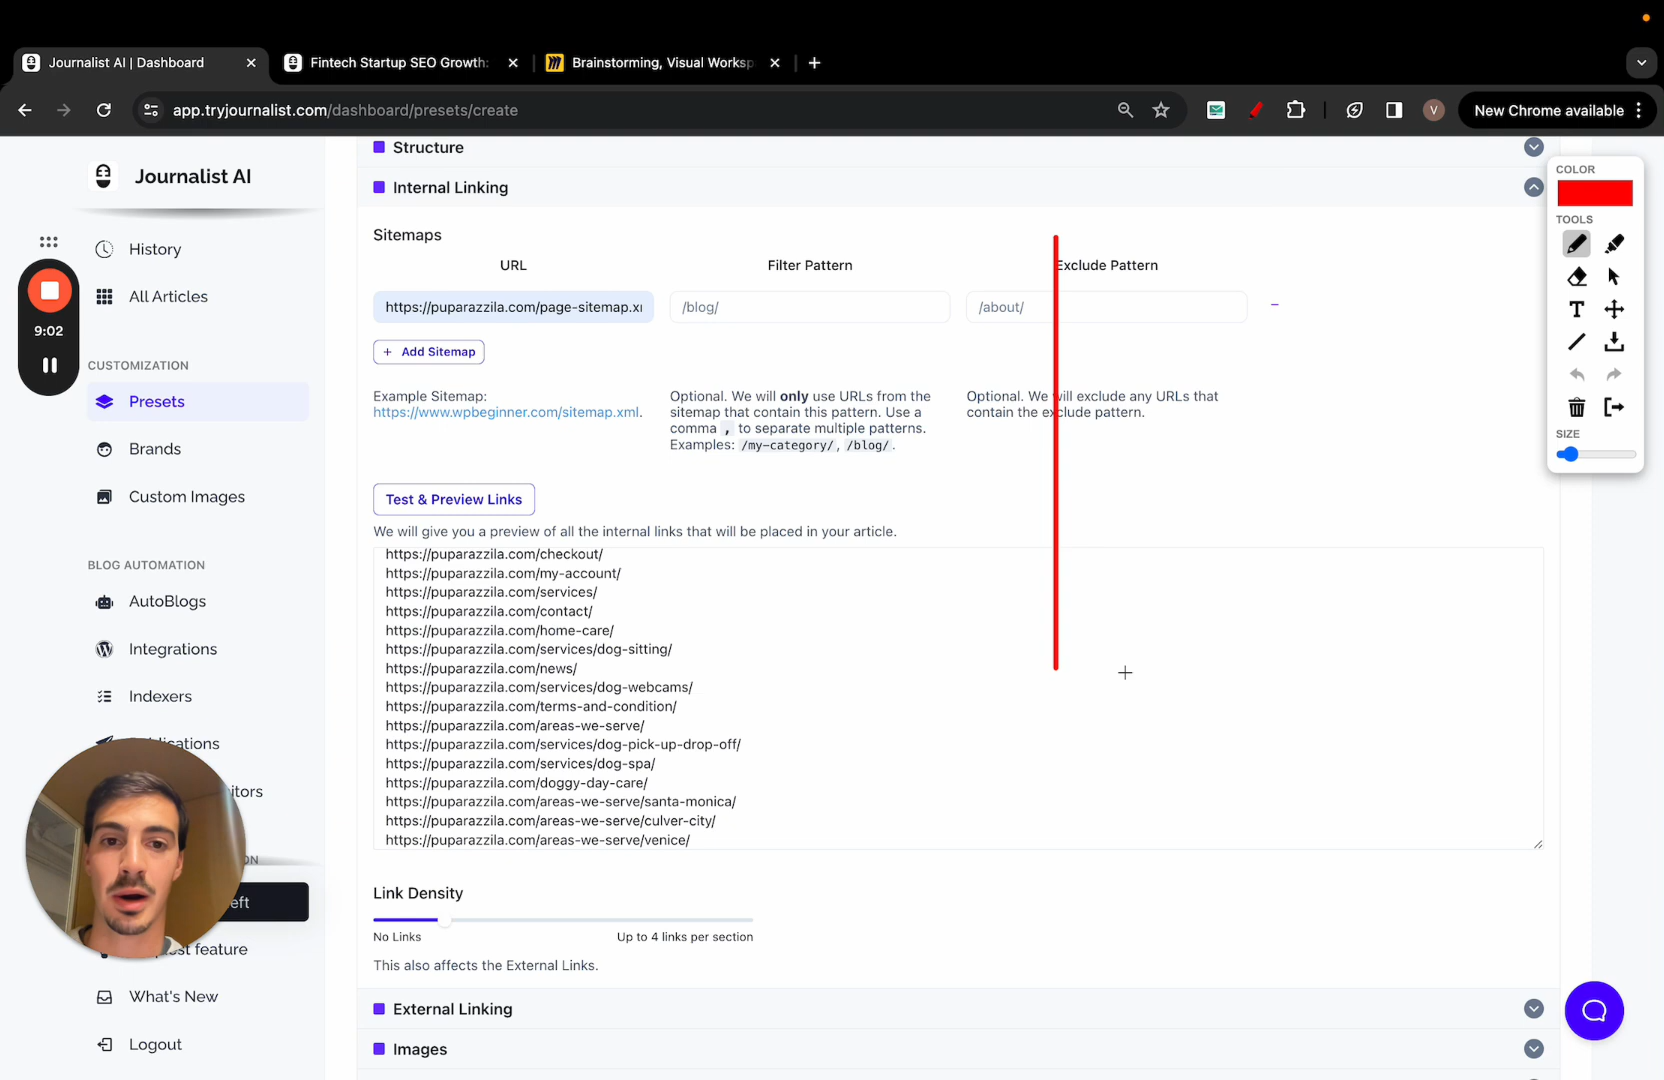 Journalist AI | Dashboard
Fintech Startup SEO Growth:
Brainstorming, Visual Worksp
app.tryjournalist.com/dashboard/presets/create
V
New Chrome available
Journalist AI
History
All Articles
9:02
CUSTOMIZATION
Presets
Brands
Custom Images
BLOG AUTOMATION
AutoBlogs
Integrations
Indexers
What's New
Logout
Structure
Internal Linking
Sitemaps
URL
Filter Pattern
Exclude Pattern
https://puparazzila.com/page-sitemap.xı
/blog/
/about/
+ Add Sitemap
Example Sitemap:
https://www.wpbeginner.com/sitemap.xml.
Optional. We will only use URLs from the
sitemap that contain this pattern. Use a
comma , to separate multiple patterns.
Examples: /my-category/, /blog/.
Optional. We will exclude any URLs that
contain the exclude pattern.
Test & Preview Links
We will give you a preview of all the internal links that will be placed in your article.
https://puparazzila.com/checkout/
https://puparazzila.com/my-account/
https://puparazzila.com/services/
https://puparazzila.com/contact/
https://puparazzila.com/home-care/
https://puparazzila.com/services/dog-sitting/
https://puparazzila.com/news/
https://puparazzila.com/services/dog-webcams/
https://puparazzila.com/terms-and-condition/
https://puparazzila.com/areas-we-serve/
https://puparazzila.com/services/dog-pick-up-drop-off/
https://puparazzila.com/services/dog-spa/
https://puparazzila.com/doggy-day-care/
https://puparazzila.com/areas-we-serve/santa-monica/
https://puparazzila.com/areas-we-serve/culver-city/
https://puparazzila.com/areas-we-serve/venice/
Link Density
No Links
Up to 4 links per section
This also affects the External Links.
External Linking
Images
COLOR
TOOLS
T
SIZE
itors
eft
feature